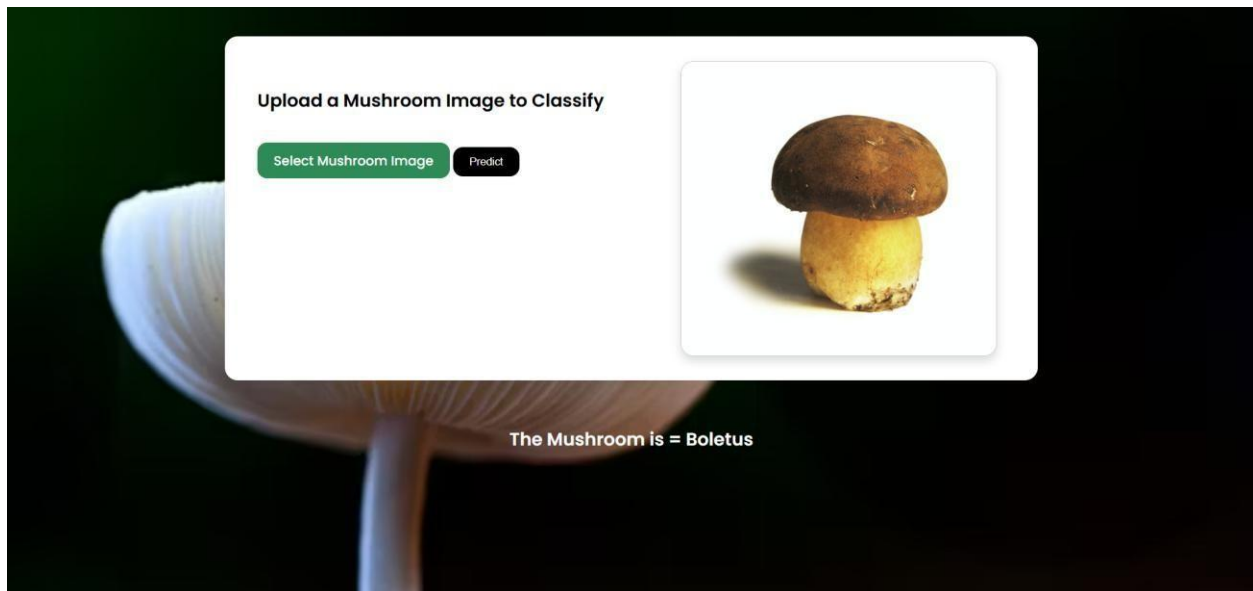 Upload a Mushroom Image to Classify
Select Mushroom Image Predict
The Mushroom is = Boletus